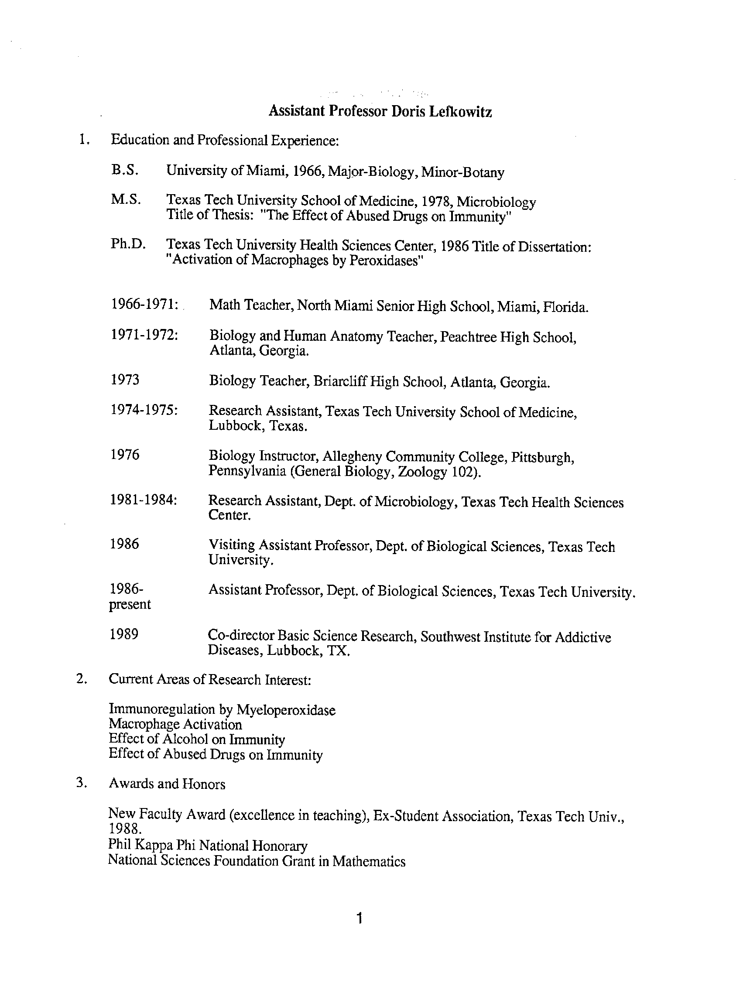 Assistant Professor Doris Lefkowitz
1. Education and Professional Experience:
B.S. University of Miami, 1966, Major-Biology, Minor-Botany
M.S. Texas Tech University School of Medicine, 1978, Microbiology
Title of Thesis: "The Effect of Abused Drugs on Immunity"
Ph.D. Texas Tech University Health Sciences Center, 1986 Title of Dissertation:
"Activation of Macrophages by Peroxidases"
1966-1971: Math Teacher, North Miami Senior High School, Miami, Florida.
1971-1972: Biology and Human Anatomy Teacher, Peachtree High School,
Atlanta, Georgia.
1973 Biology Teacher, Briarcliff High School, Atlanta, Georgia.
1974-1975: Research Assistant, Texas Tech University School of Medicine,
Lubbock, Texas.
1976 Biology Instructor, Allegheny Community College, Pittsburgh,
Pennsylvania (General Biology, Zoology 102).
1981-1984: Research Assistant, Dept. of Microbiology, Texas Tech Health Sciences
Center.
1986 Visiting Assistant Professor, Dept. of Biological Sciences, Texas Tech
University.
1986- Assistant Professor, Dept. of Biological Sciences, Texas Tech University.
present
1989 Co-director Basic Science Research, Southwest Institute for Addictive
Diseases, Lubbock, TX.
2. Current Areas of Research Interest:
Immunoregulation by Myeloperoxidase
Macrophage Activation
Effect of Alcohol on Immunity
Effect of Abused Drugs on Immunity
3. Awards and Honors
New Faculty Award (excellence in teaching), Ex-Student Association, Texas Tech Univ.,
1988.
Phil Kappa Phi National Honorary
National Sciences Foundation Grant in Mathematics
1